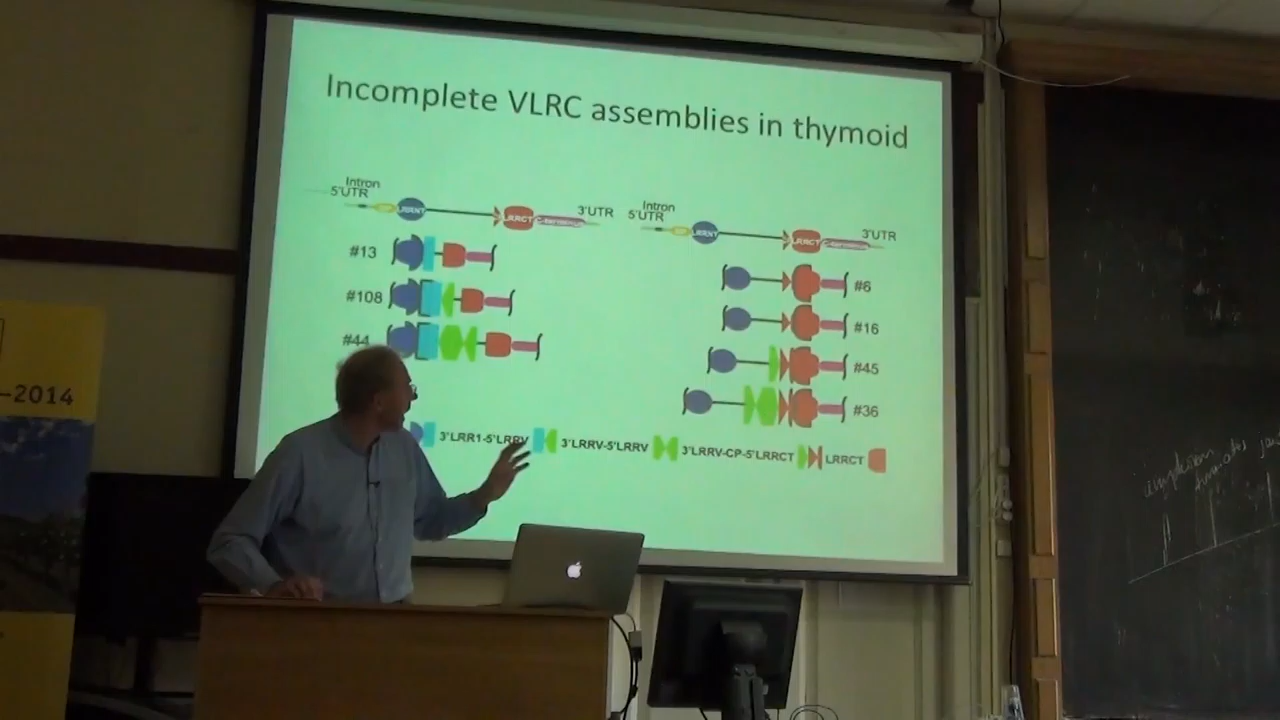 Incomplete VLRC assemblies in thymoid
Intron
5'UTR
LRRNT
LRRCT
3'UTR
Intron
5'UTR
LRRNT
LRRCT
3'UTR
#13
#108
#44
#6
#16
#45
#36
3'LRR1-5'LRRV
3'LRRV-5'LRRV
3'LRRV-CP-5'LRRCT
LRRCT
-2014